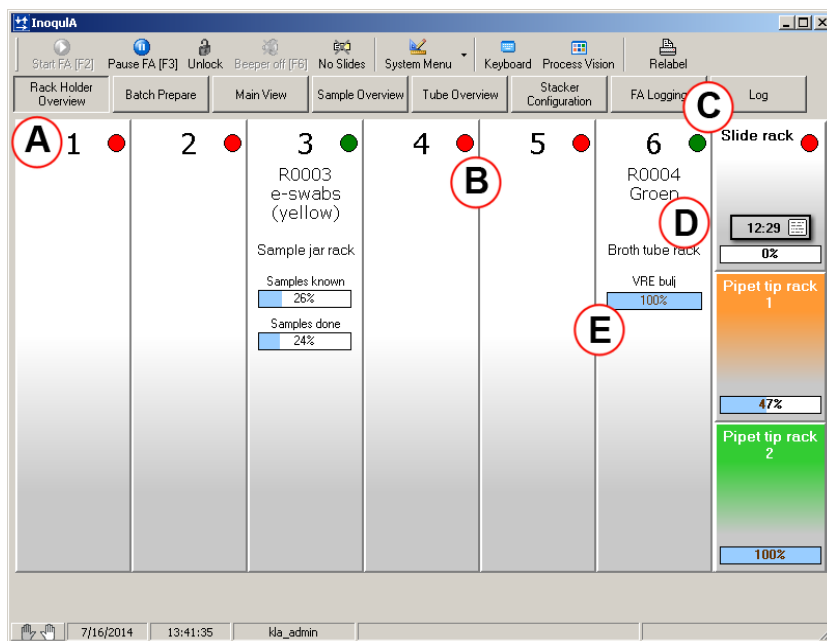 InoqulA
Start FA [F2]
Pause FA [F3]
Unlock
Beeper off [F6]
No Slides
System Menu
Keyboard
Process Vision
Relabel
Rack Holder
Overview
Batch Prepare
Main View
Sample Overview
Tube Overview
Stacker
Configuration
FA Logging
Log
A
1
2
3
4
5
6
B
C
D
E
R0003
e-swabs
(yellow)
Sample jar rack
Samples known
26%
Samples done
24%
R0004
Groen
Broth tube rack
VRE bulj
100%
Slide rack
12:29
0%
Pipet tip rack
1
47%
Pipet tip rack
2
100%
7/16/2014
13:41:35
kla_admin